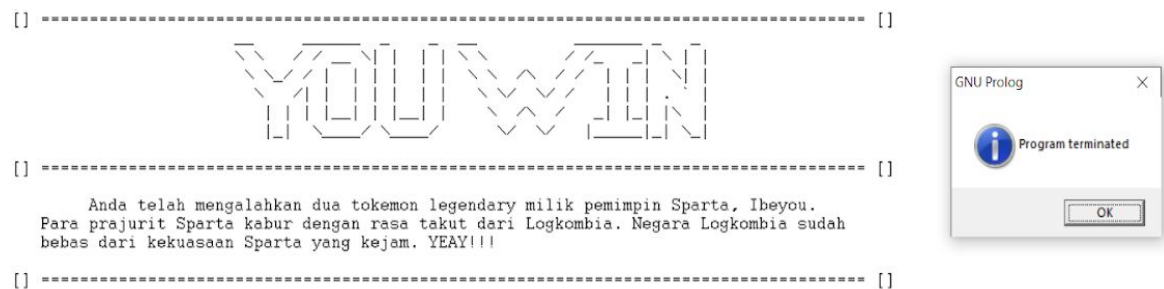 [] ============================================================================ []
YOU WIN
[] ============================================================================ []
Anda telah mengalahkan dua tokemon legendary milik pemimpin Sparta, Ibeyou.
Para prajurit Sparta kabur dengan rasa takut dari Logkombia. Negara Logkombia sudah
bebas dari kekuasaan Sparta yang kejam. YEAY!!!
[] ============================================================================ []
GNU Prolog
Program terminated
OK